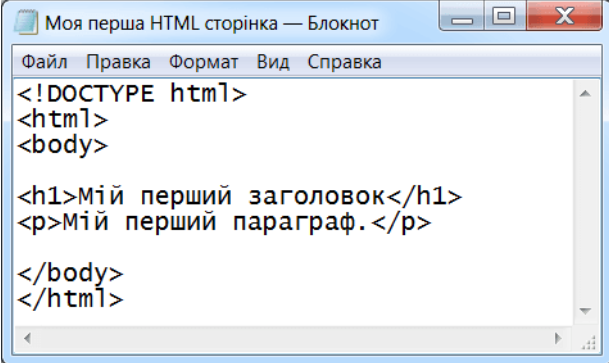 Моя перша HTML сторінка — Блокнот
Файл Правка Формат Вид Справка
<!DOCTYPE html>
<html>
<body>
<h1>Мій перший заголовок</h1>
<p>Мій перший параграф.</p>
</body>
</html>